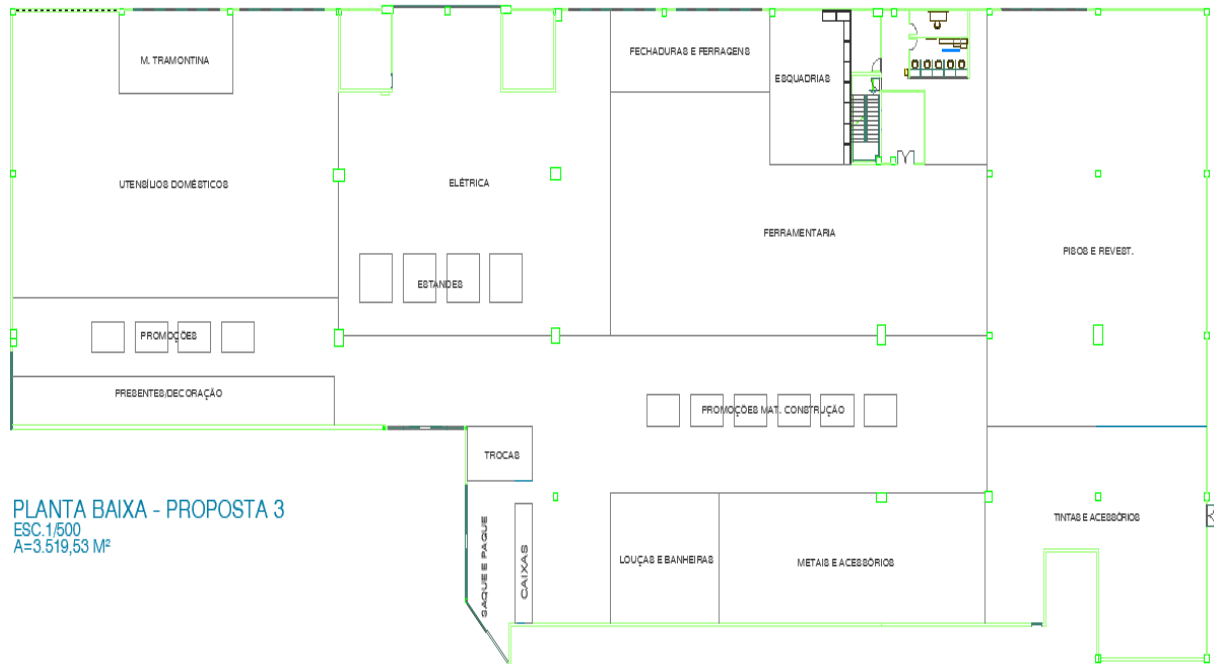 M. TRAMONTINA
FECHADURAS E FERRAGENS
ESQUADRIAS
UTENSÍLIOS DOMÉSTICOS
ELÉTRICA
FERRAMENTARIA
PISOS E REVEST.
ESTANDES
PROMOÇÕES
PRESENTES/DECORAÇÃO
PROMOÇÕES MAT. CONSTRUÇÃO
TROCAS
PLANTA BAIXA - PROPOSTA 3
ESC.1/500
A=3.519,53 M²
SAQUE E PAGUE
CAIXAS
LOUÇAS E BANHEIRAS
METAIS E ACESSÓRIOS
TINTAS E ACESSÓRIOS